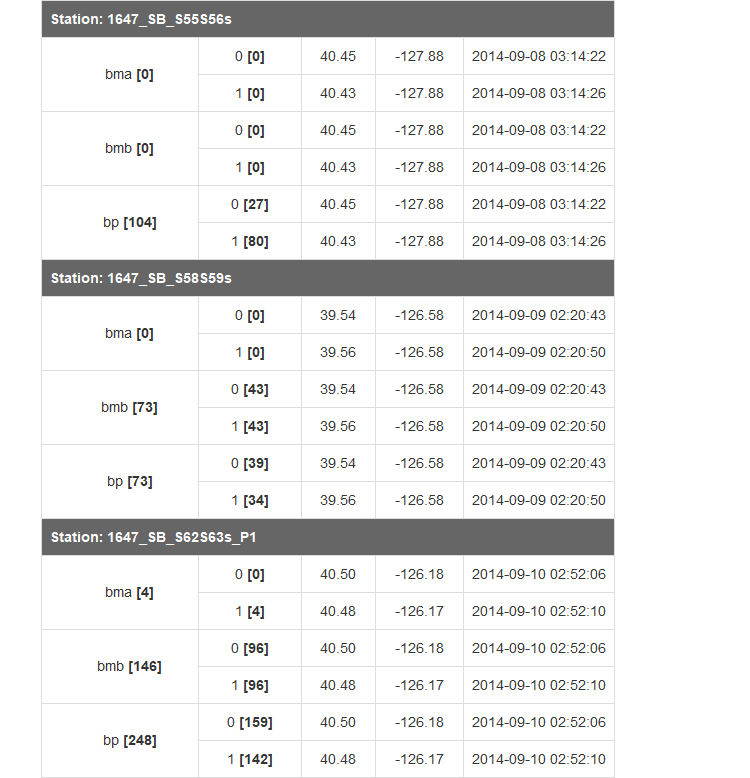 Station: 1647_SB_S55S56s
bma [0]
0 [0] 40.45 -127.88 2014-09-08 03:14:22
1 [0] 40.43 -127.88 2014-09-08 03:14:26
bmb [0]
0 [0] 40.45 -127.88 2014-09-08 03:14:22
1 [0] 40.43 -127.88 2014-09-08 03:14:26
bp [104]
0 [27] 40.45 -127.88 2014-09-08 03:14:22
1 [80] 40.43 -127.88 2014-09-08 03:14:26
Station: 1647_SB_S58S59s
bma [0]
0 [0] 39.54 -126.58 2014-09-09 02:20:43
1 [0] 39.56 -126.58 2014-09-09 02:20:50
bmb [73]
0 [43] 39.54 -126.58 2014-09-09 02:20:43
1 [43] 39.56 -126.58 2014-09-09 02:20:50
bp [73]
0 [39] 39.54 -126.58 2014-09-09 02:20:43
1 [34] 39.56 -126.58 2014-09-09 02:20:50
Station: 1647_SB_S62S63s_P1
bma [4]
0 [0] 40.50 -126.18 2014-09-10 02:52:06
1 [4] 40.48 -126.17 2014-09-10 02:52:10
bmb [146]
0 [96] 40.50 -126.18 2014-09-10 02:52:06
1 [96] 40.48 -126.17 2014-09-10 02:52:10
bp [248]
0 [159] 40.50 -126.18 2014-09-10 02:52:06
1 [142] 40.48 -126.17 2014-09-10 02:52:10